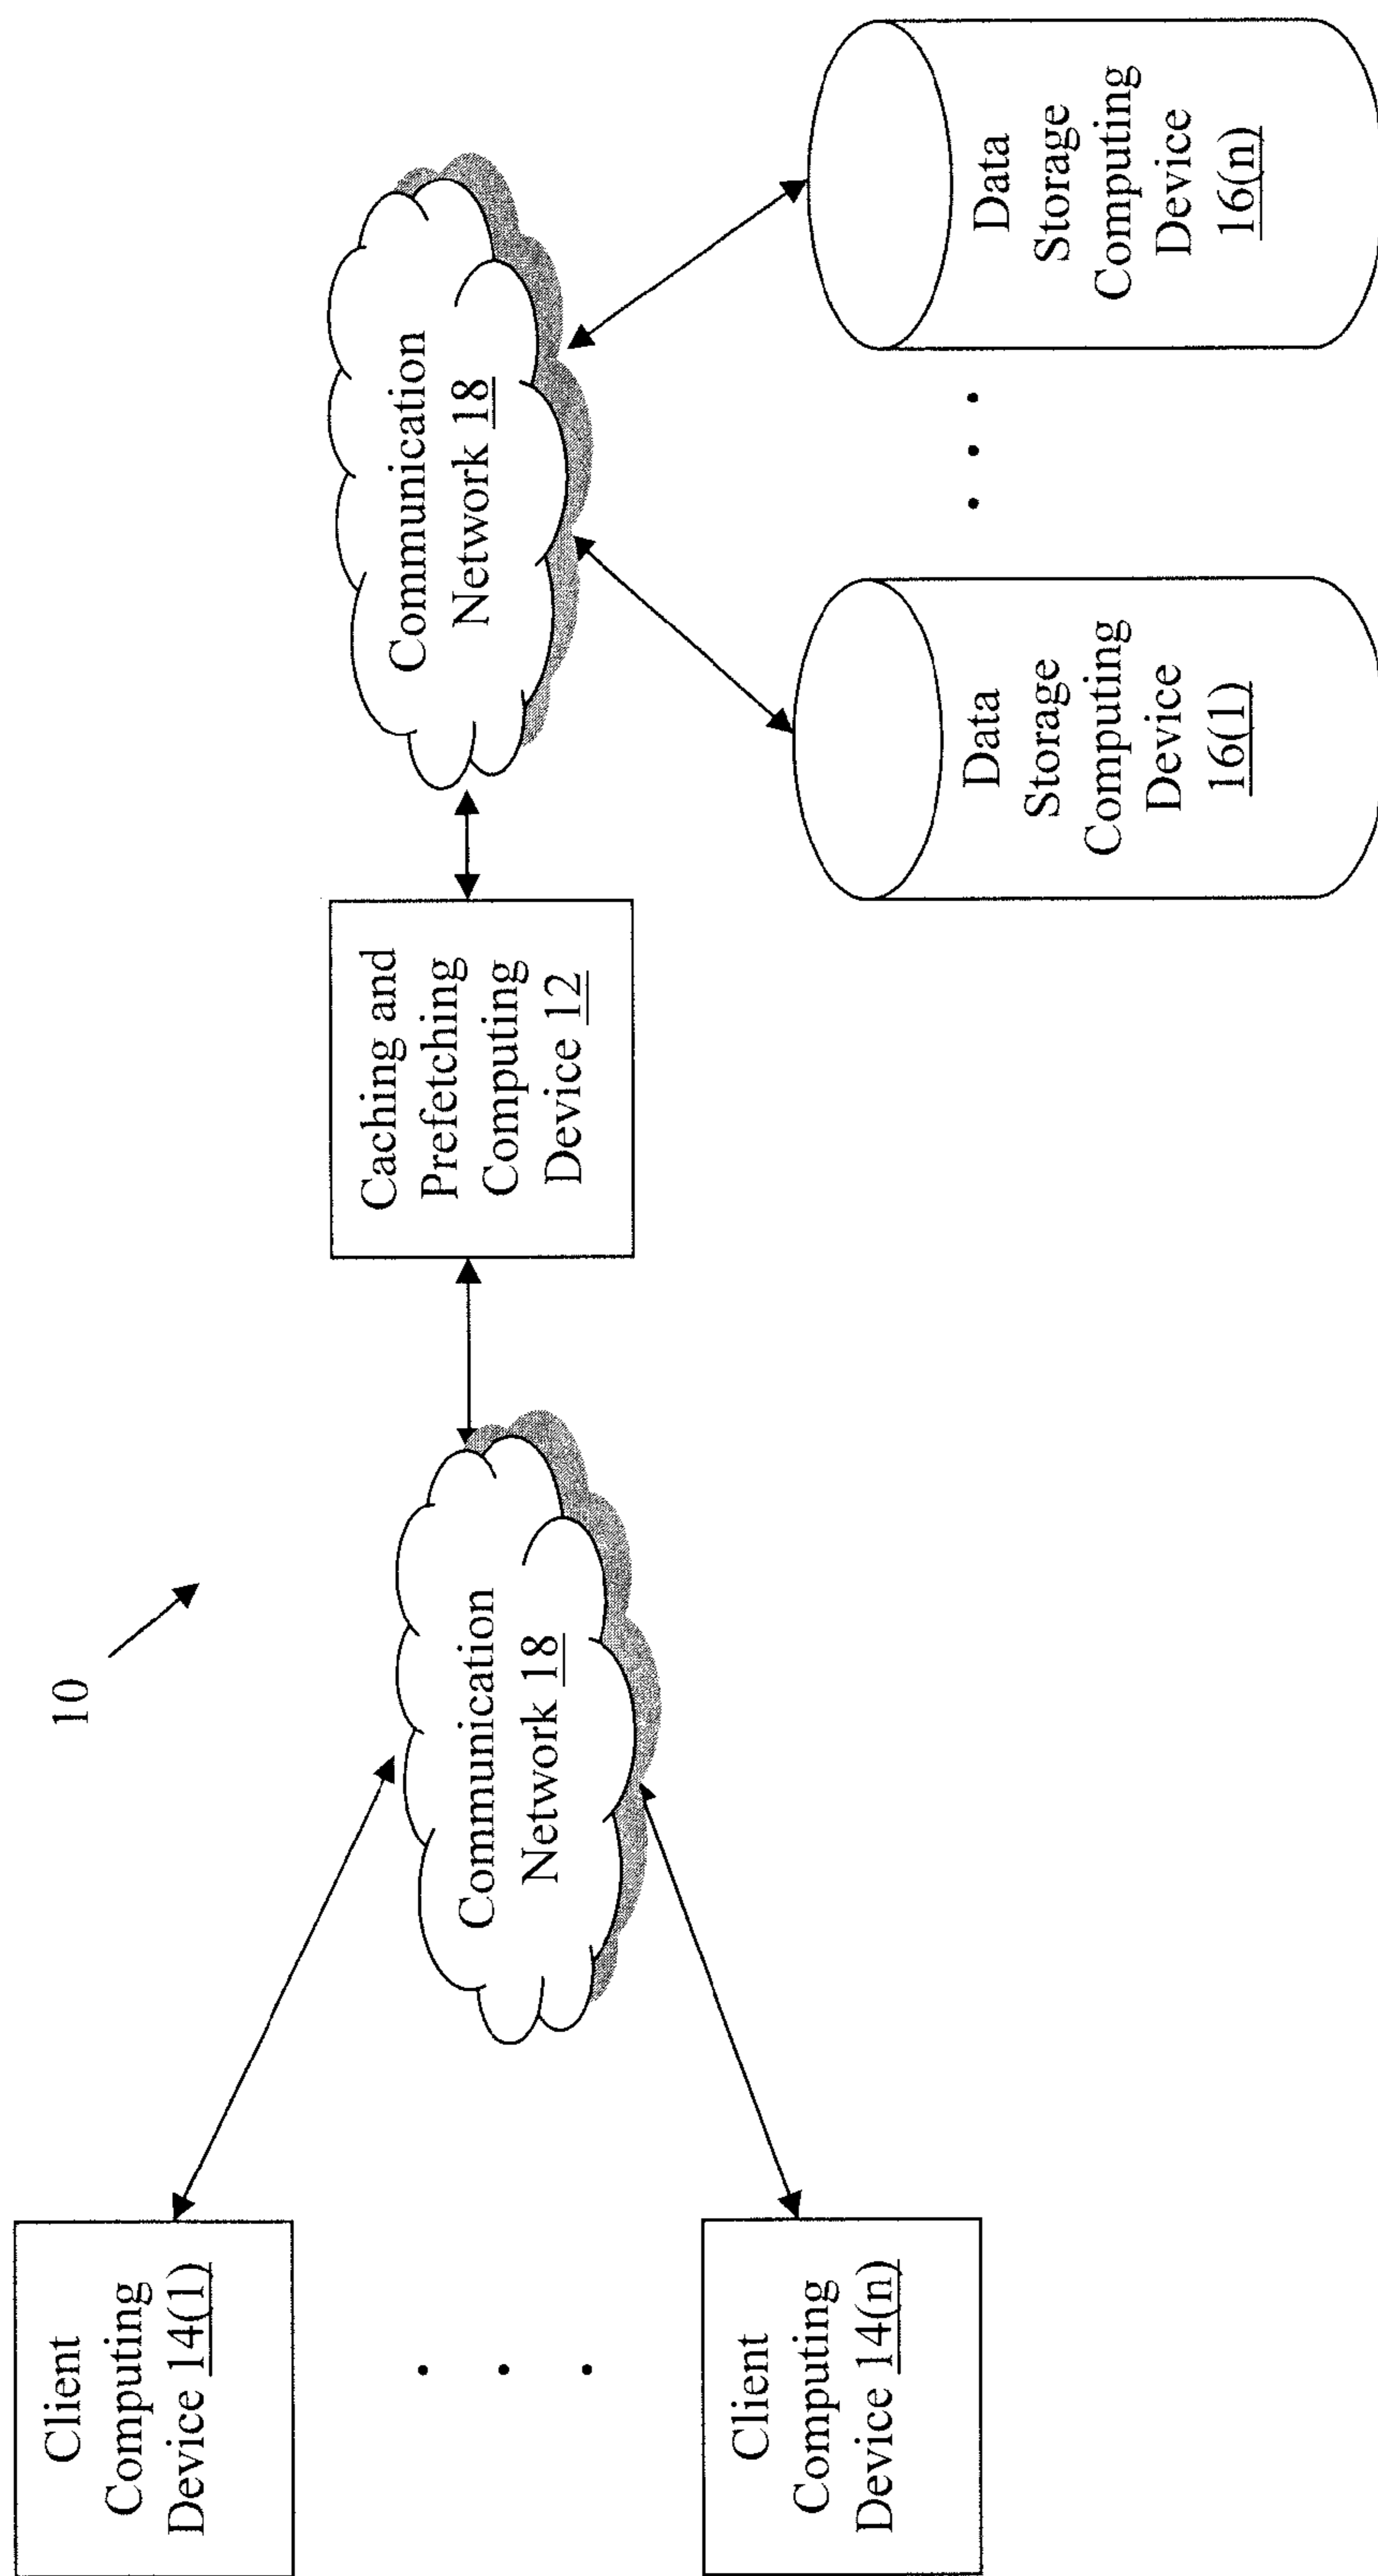 10
Client
Computing
Device 14(1)
Client
Computing
Device 14(n)
Communication
Network 18
Caching and
Prefetching
Computing
Device 12
Communication
Network 18
Data
Storage
Computing
Device
16(1)
Data
Storage
Computing
Device
16(n)